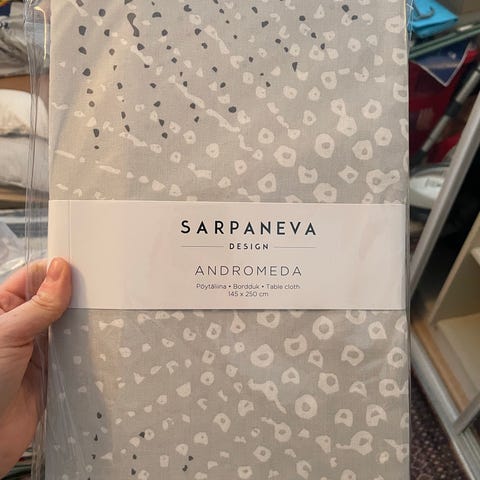 SARPANEVA
DESIGN
ANDROMEDA
Pöytäliina • Bordduk • Table cloth
145 x 250 cm